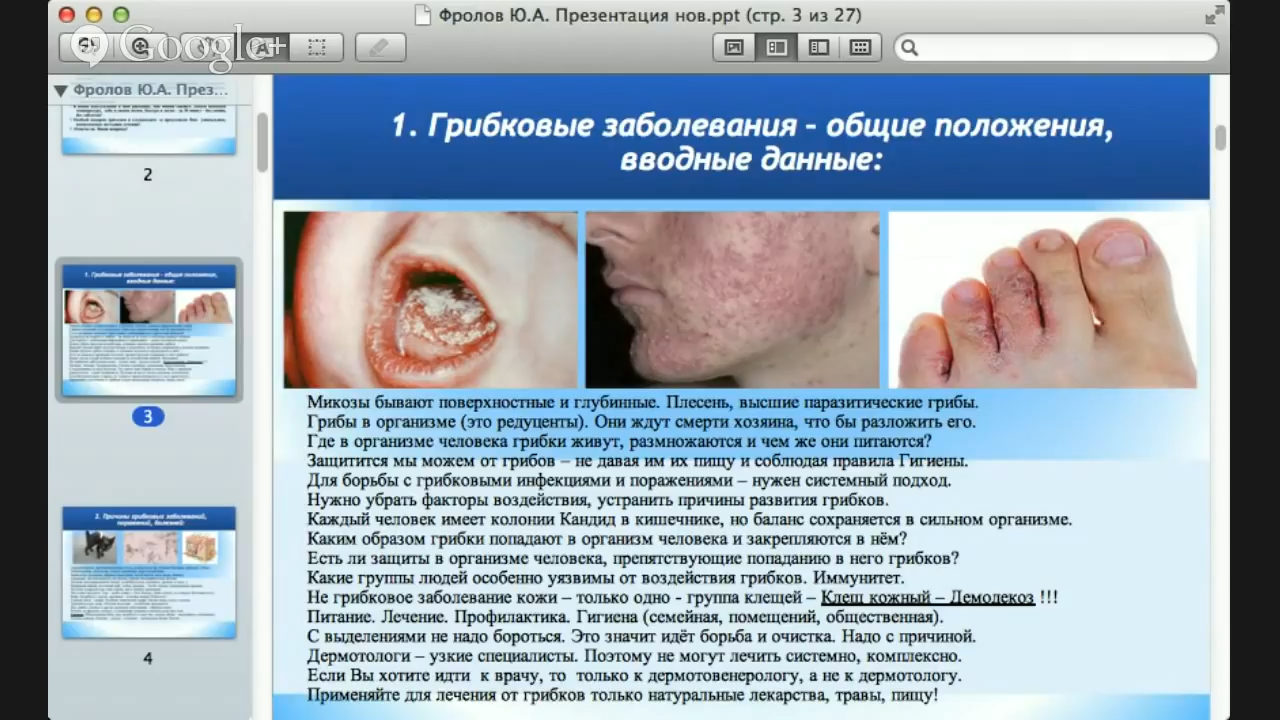 Фролов Ю.А. Презентация нов.ppt (стр. 3 из 27)
Google+
Фролов Ю.А. През...
2
3
4
1. Грибковые заболевания - общие положения,
вводные данные:
Микозы бывают поверхностные и глубинные. Плесень, высшие паразитические грибы.
Грибы в организме (это редуценты). Они ждут смерти хозяина, что бы разложить его.
Где в организме человека грибки живут, размножаются и чем же они питаются?
Защитится мы можем от грибов – не давая им их пищу и соблюдая правила Гигиены.
Для борьбы с грибковыми инфекциями и поражениями – нужен системный подход.
Нужно убрать факторы воздействия, устранить причины развития грибков.
Каждый человек имеет колонии Кандид в кишечнике, но баланс сохраняется в сильном организме.
Каким образом грибки попадают в организм человека и закрепляются в нём?
Есть ли защиты в организме человека, препятствующие попаданию в него грибков?
Какие группы людей особенно уязвимы от воздействия грибков. Иммунитет.
Не грибковое заболевание кожи – только одно - группа клещей – Клещ кожный – Демодекоз !!!
Питание. Лечение. Профилактика. Гигиена (семейная, помещений, общественная).
С выделениями не надо бороться. Это значит идёт борьба и очистка. Надо с причиной.
Дермотологи – узкие специалисты. Поэтому не могут лечить системно, комплексно.
Если Вы хотите идти к врачу, то только к дермотовенерологу, а не к дермотологу.
Применяйте для лечения от грибков только натуральные лекарства, травы, пищу!